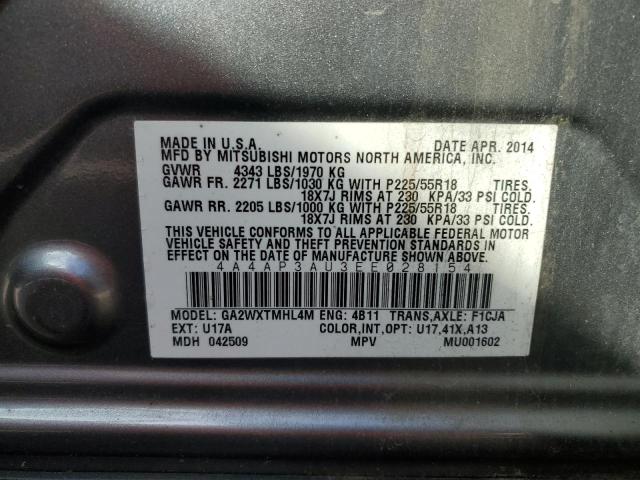 MADE IN U.S.A. DATE APR. 2014
MFD BY MITSUBISHI MOTORS NORTH AMERICA, INC.
GVWR 4343 LBS/1970 KG
GAWR FR. 2271 LBS/1030 KG WITH P225/55R18 TIRES.
18X7J RIMS AT 230 KPA/33 PSI COLD.
GAWR RR. 2205 LBS/1000 KG WITH P225/55R18 TIRES.
18X7J RIMS AT 230 KPA/33 PSI COLD.
THIS VEHICLE CONFORMS TO ALL APPLICABLE FEDERAL MOTOR
VEHICLE SAFETY AND THEFT PREVENTION STANDARDS IN
EFFECT ON THE DATE OF MANUFACTURE SHOWN ABOVE.
4A4AP3AU3EE028154
MODEL: GA2WXTMHL4M ENG: 4B11 TRANS,AXLE: F1CJA
EXT: U17A COLOR,INT,OPT: U17,41X,A13
MDH 042509 MPV MU001602